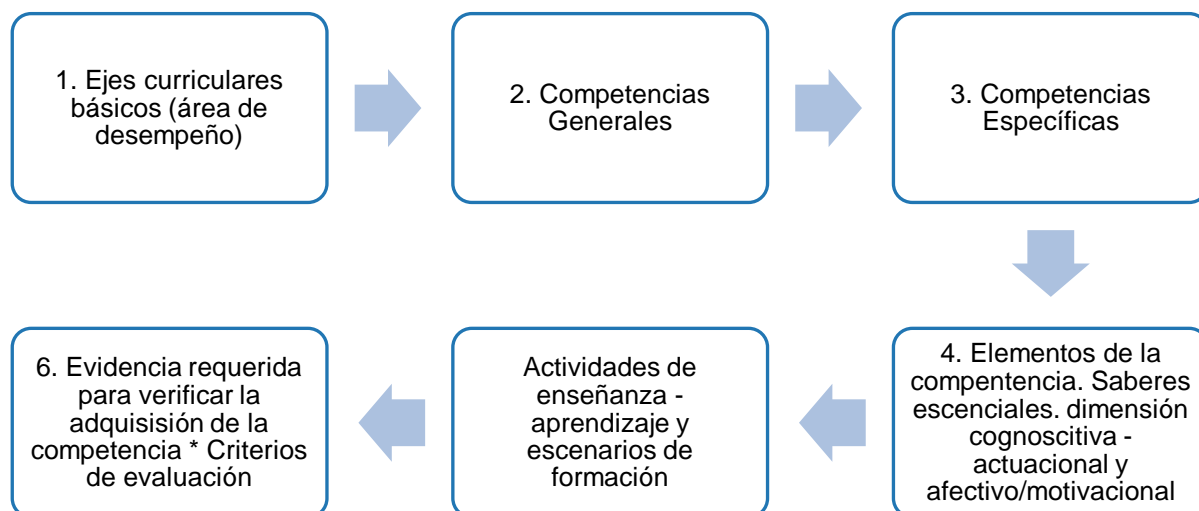 1. Ejes curriculares
básicos (área de
desempeño)
2. Competencias
Generales
3. Competencias
Específicas
4. Elementos de la
compentencia. Saberes
escenciales. dimensión
cognoscitiva -
actuacional y
afectivo/motivacional
Actividades de
enseñanza -
aprendizaje y
escenarios de
formación
6. Evidencia requerida
para verificar la
adquisisión de la
competencia * Criterios
de evaluación